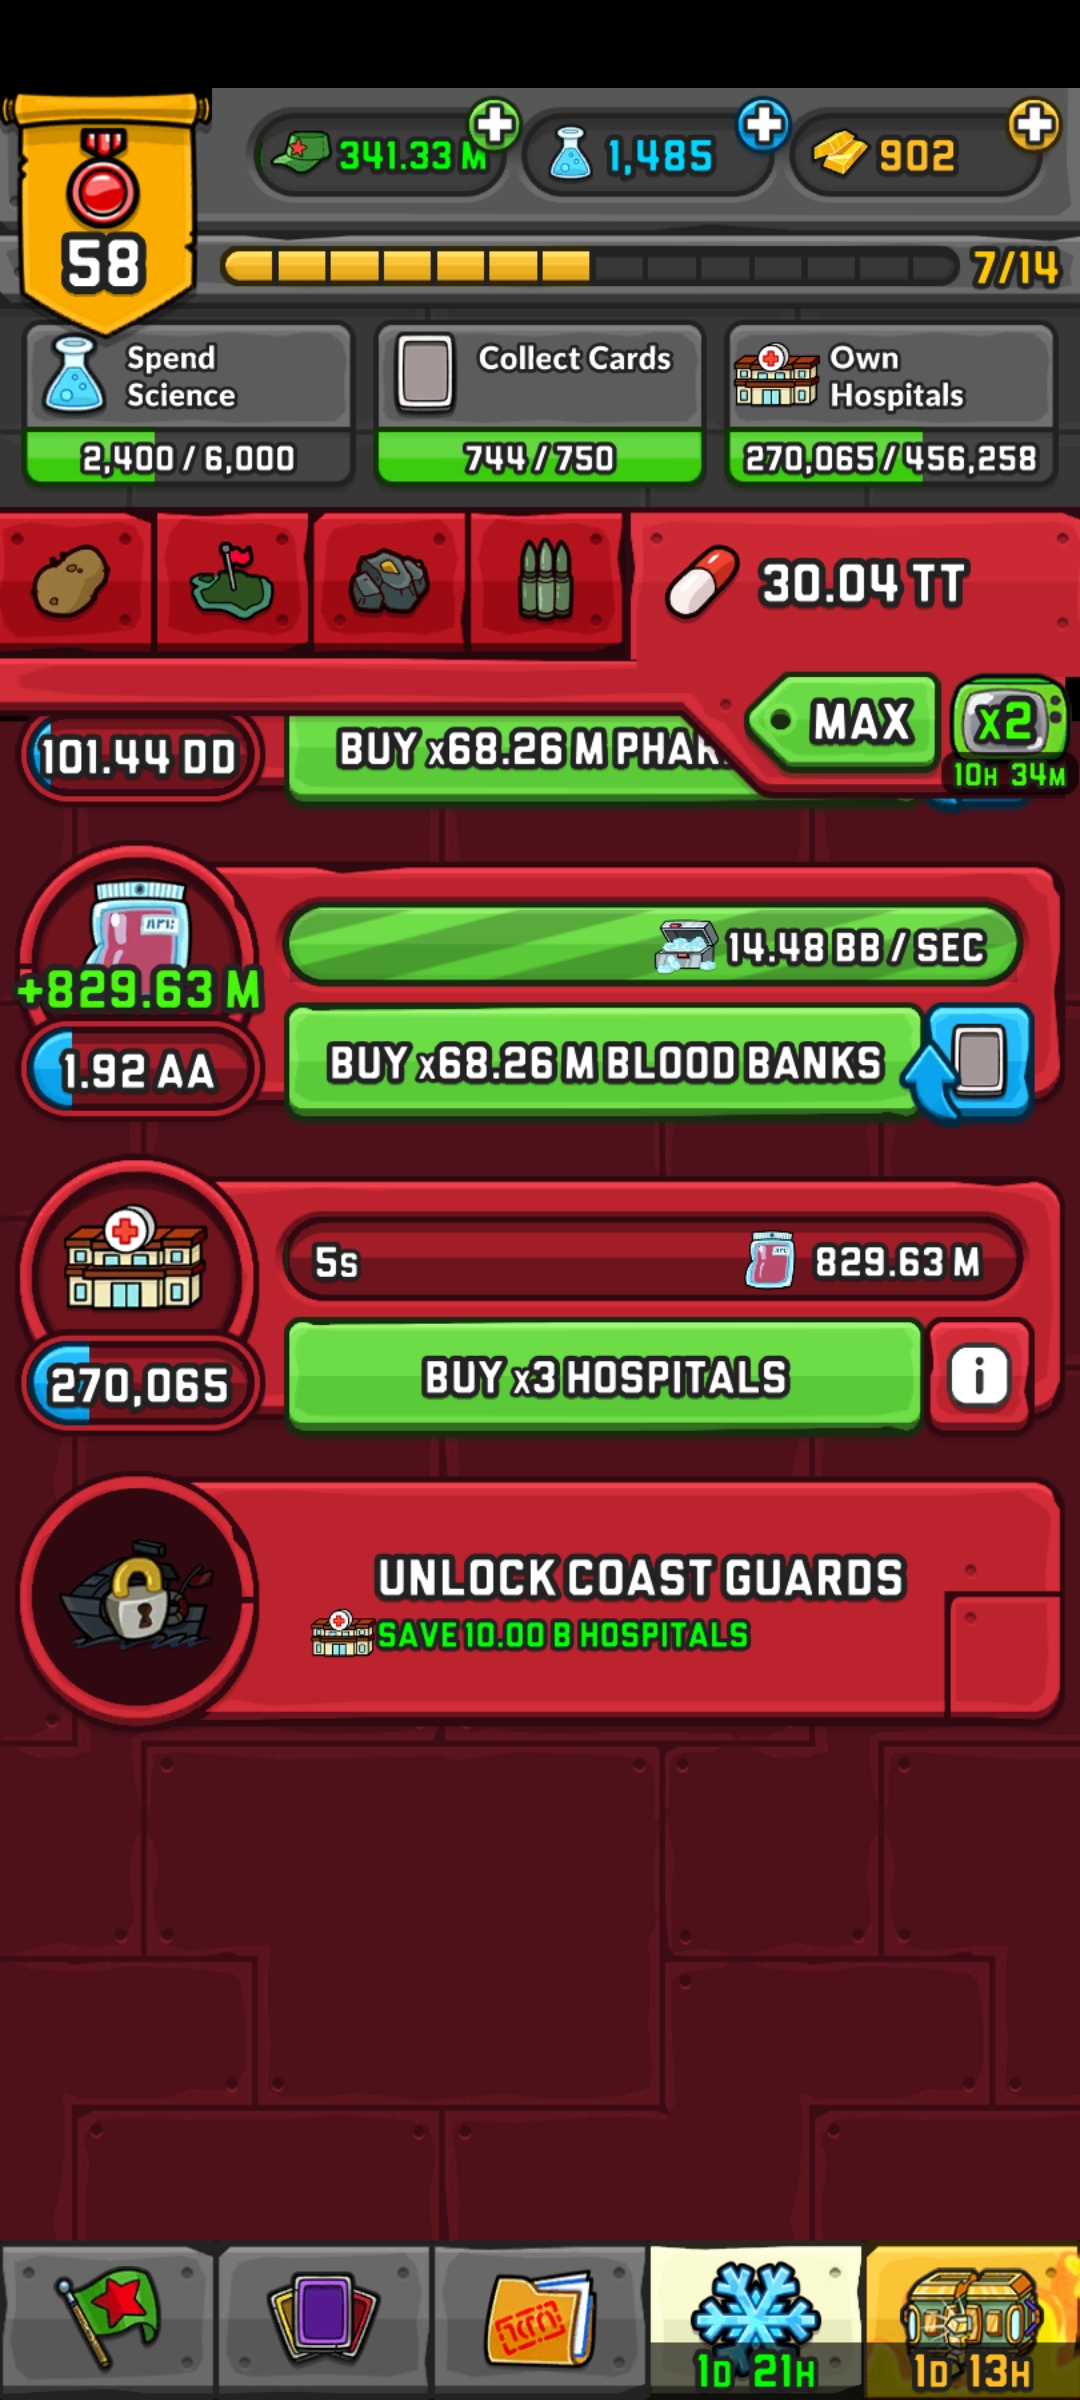 341.33 M
1,485
902
58
7/14
Spend
Science
2,400 / 6,000
Collect Cards
744 / 750
Own
Hospitals
270,065 / 456,258
30.04 TT
MAX
x2
10H 34M
101.44 DD
BUY x68.26 M PHAR
14.48 BB / SEC
+829.63 M
1.92 AA
BUY x68.26 M BLOOD BANKS
5s
829.63 M
270,065
BUY x3 HOSPITALS
i
UNLOCK COAST GUARDS
SAVE 10.00 B HOSPITALS
1D 21H
1D 13H